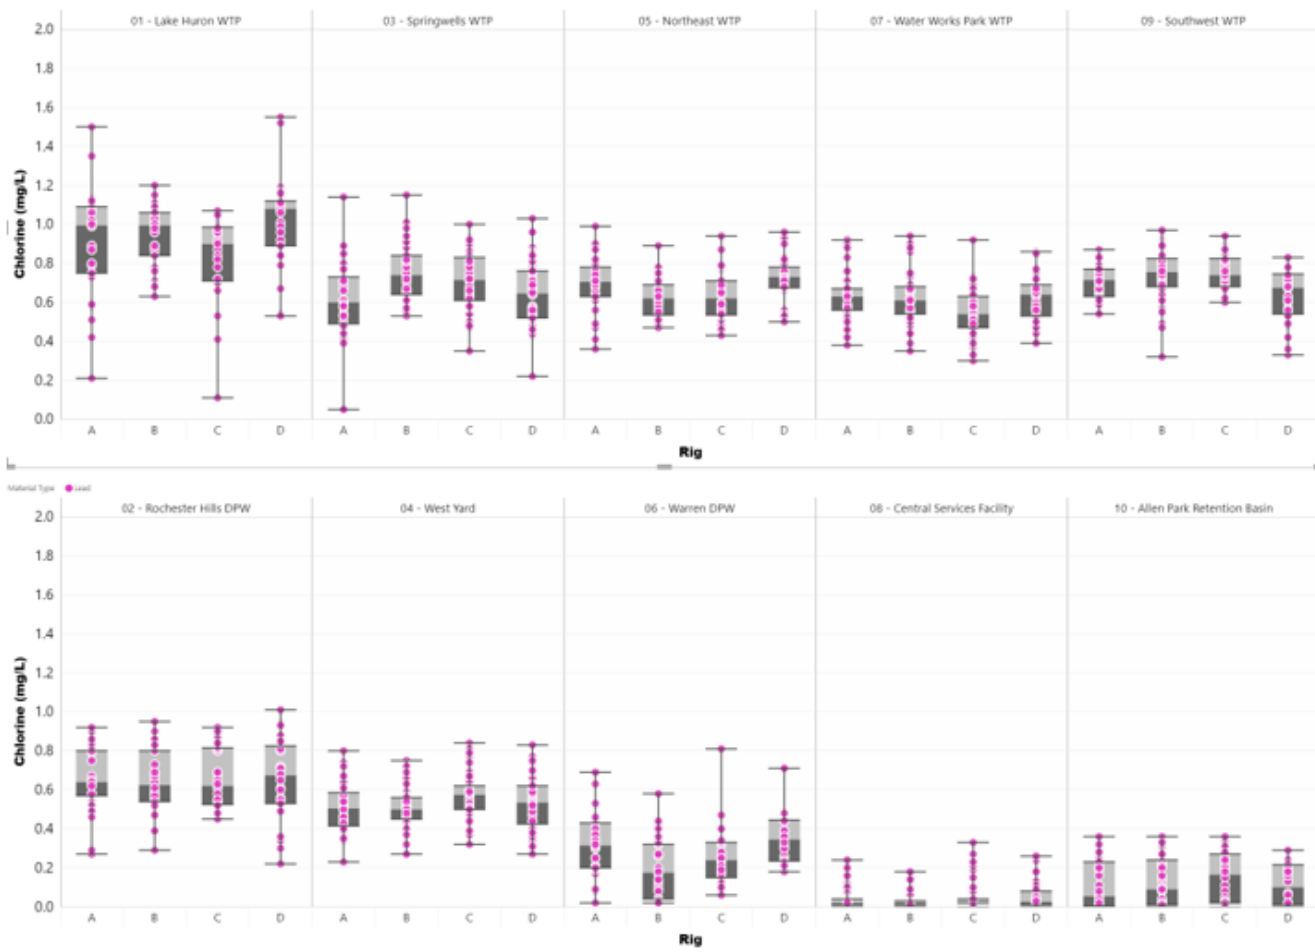 01 - Lake Huron WTP 03 - Springwells WTP 05 - Northeast WTP 07 - Water Works Park WTP 09 - Southwest WTP
2.0
1.8
1.6
1.4
1.2
1.0
0.8
0.6
0.4
0.2
0.0
Chlorine (mg/L)
A B C D A B C D A B C D A B C D A B C D
Rig
Material Type Lead
02 - Rochester Hills DPW 04 - West Yard 06 - Warren DPW 08 - Central Services Facility 10 - Allen Park Retention Basin
2.0
1.8
1.6
1.4
1.2
1.0
0.8
0.6
0.4
0.2
0.0
Chlorine (mg/L)
A B C D A B C D A B C D A B C D A B C D
Rig